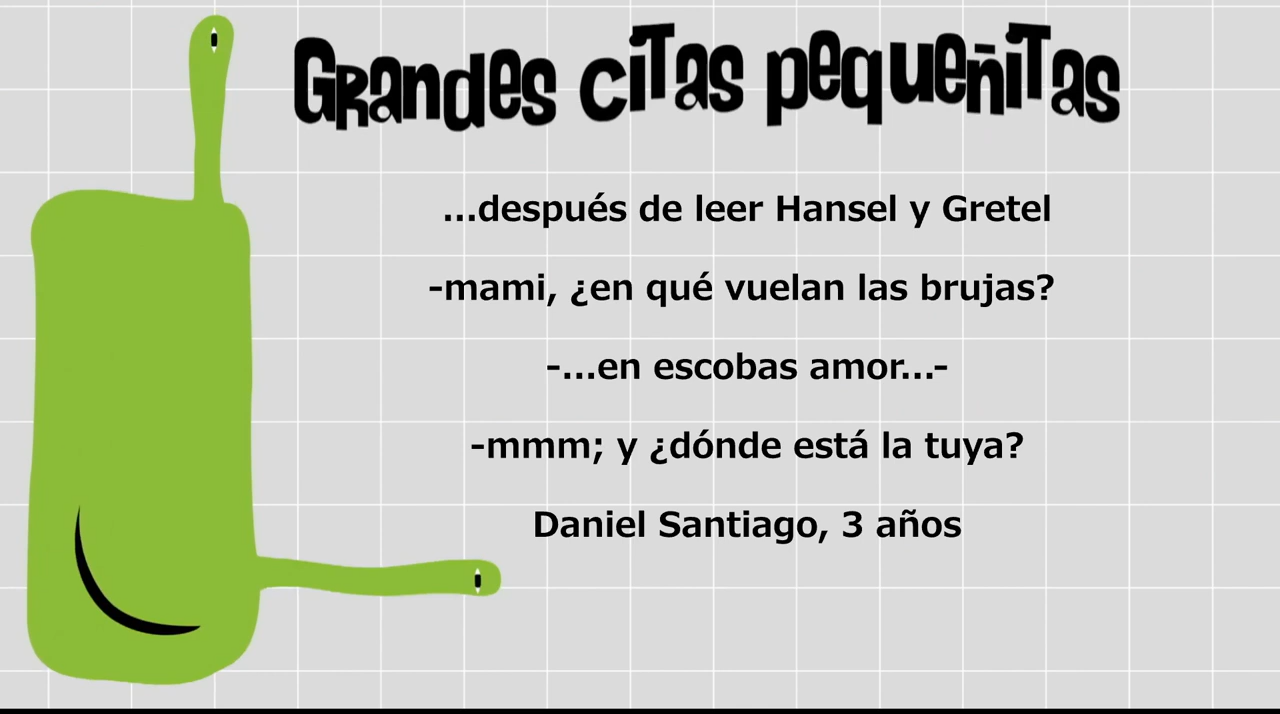 Grandes citas pequeñitas
...después de leer Hansel y Gretel
-mami, ¿en qué vuelan las brujas?
-...en escobas amor...-
-mmm; y ¿dónde está la tuya?
Daniel Santiago, 3 años